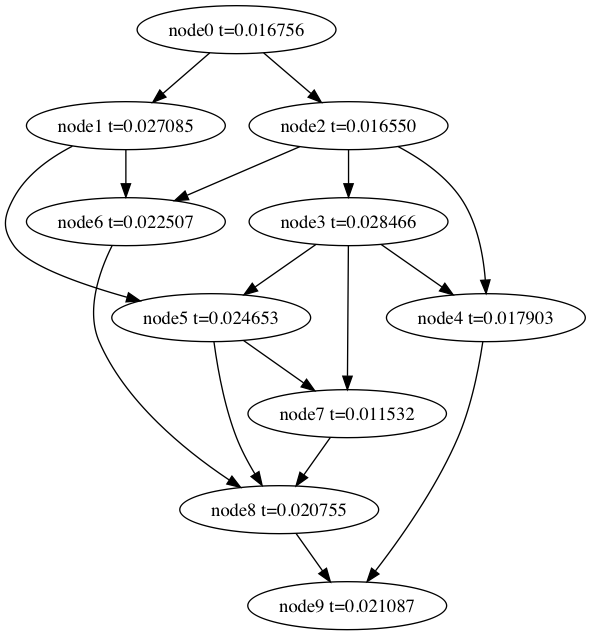 node0 t=0.016756
node1 t=0.027085
node2 t=0.016550
node6 t=0.022507
node3 t=0.028466
node5 t=0.024653
node4 t=0.017903
node7 t=0.011532
node8 t=0.020755
node9 t=0.021087